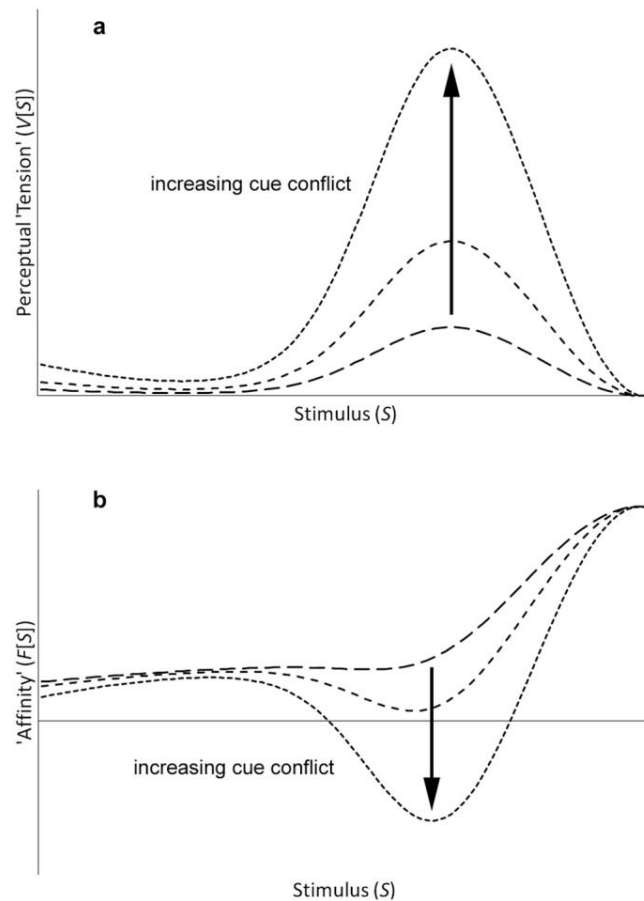 a
Perceptual 'Tension' (V[S])
increasing cue conflict
Stimulus (S)
b
'Affinity' (F[S])
increasing cue conflict
Stimulus (S)